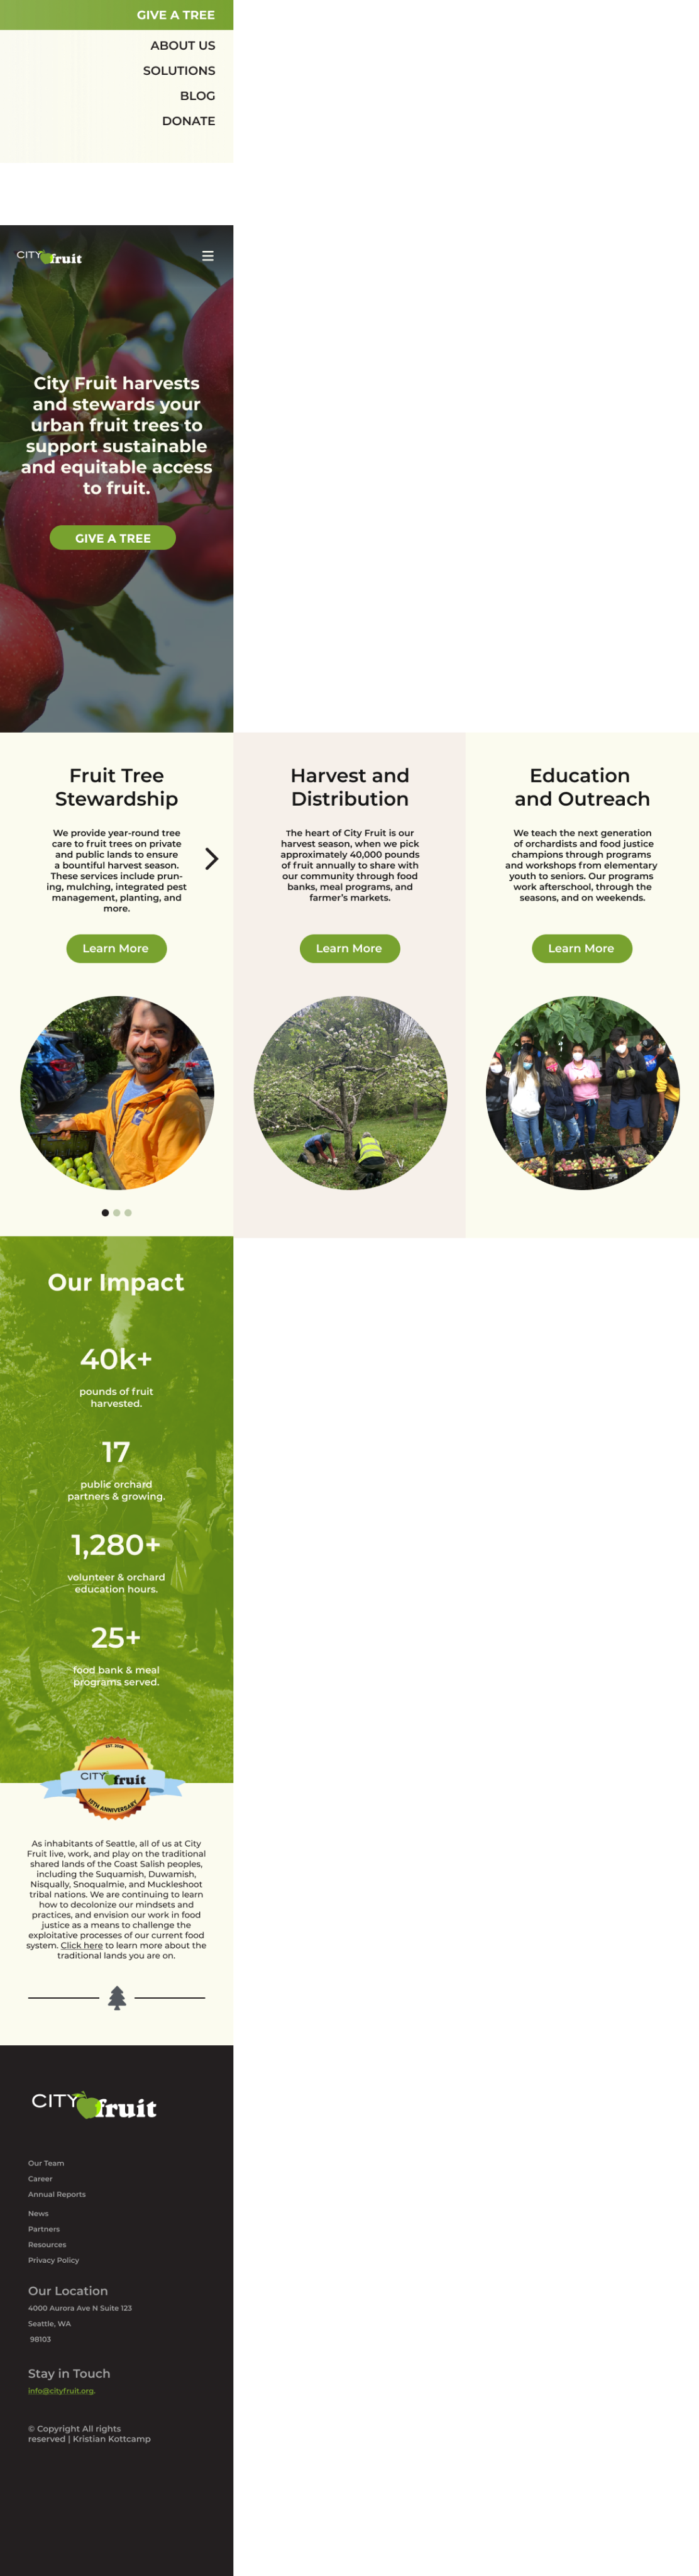 GIVE A TREE
ABOUT US
SOLUTIONS
BLOG
DONATE
CITY fruit
City Fruit harvests
and stewards your
urban fruit trees to
support sustainable
and equitable access
to fruit.
GIVE A TREE
Fruit Tree
Stewardship
We provide year-round tree
care to fruit trees on private
and public lands to ensure
a bountiful harvest season.
These services include prun-
ing, mulching, integrated pest
management, planting, and
more.
Learn More
Harvest and
Distribution
The heart of City Fruit is our
harvest season, when we pick
approximately 40,000 pounds
of fruit annually to share with
our community through food
banks, meal programs, and
farmer’s markets.
Learn More
Education
and Outreach
We teach the next generation
of orchardists and food justice
champions through programs
and workshops from elementary
youth to seniors. Our programs
work afterschool, through the
seasons, and on weekends.
Learn More
Our Impact
40k+
pounds of fruit
harvested.
17
public orchard
partners & growing.
1,280+
volunteer & orchard
education hours.
25+
food bank & meal
programs served.
EST. 2008
CITY fruit
15TH ANNIVERSARY
As inhabitants of Seattle, all of us at City
Fruit live, work, and play on the traditional
shared lands of the Coast Salish peoples,
including the Suquamish, Duwamish,
Nisqually, Snoqualmie, and Muckleshoot
tribal nations. We are continuing to learn
how to decolonize our mindsets and
practices, and envision our work in food
justice as a means to challenge the
exploitative processes of our current food
system. Click here to learn more about the
traditional lands you are on.
CITY fruit
Our Team
Career
Annual Reports
News
Partners
Resources
Privacy Policy
Our Location
4000 Aurora Ave N Suite 123
Seattle, WA
98103
Stay in Touch
info@cityfruit.org.
© Copyright All rights
reserved | Kristian Kottcamp